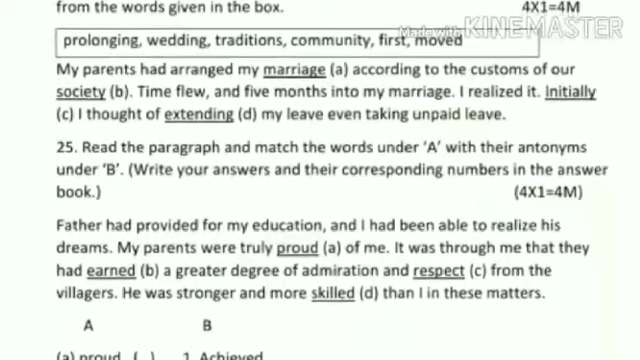 from the words given in the box. 4X1=4M
Made with KINEMASTER
prolonging, wedding, traditions, community, first, moved
My parents had arranged my marriage (a) according to the customs of our
society (b). Time flew, and five months into my marriage. I realized it. Initially
(c) I thought of extending (d) my leave even taking unpaid leave.
25. Read the paragraph and match the words under ‘A’ with their antonyms
under ‘B’. (Write your answers and their corresponding numbers in the answer
book.) (4X1=4M)
Father had provided for my education, and I had been able to realize his
dreams. My parents were truly proud (a) of me. It was through me that they
had earned (b) a greater degree of admiration and respect (c) from the
villagers. He was stronger and more skilled (d) than I in these matters.
A B
(a) proud ( ) 1. Achieved